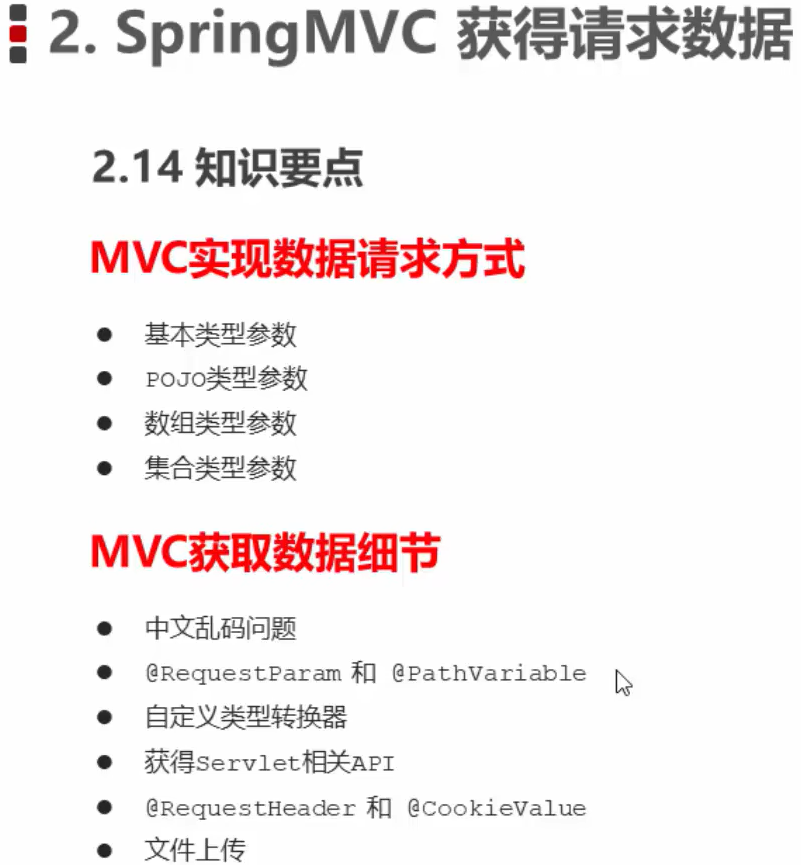 2. SpringMVC 获得请求数据
2.14 知识要点
MVC实现数据请求方式
● 基本类型参数
● POJO类型参数
● 数组类型参数
● 集合类型参数
MVC获取数据细节
● 中文乱码问题
● @RequestParam 和 @PathVariable
● 自定义类型转换器
● 获得Servlet相关API
● @RequestHeader 和 @CookieValue
● 文件上传